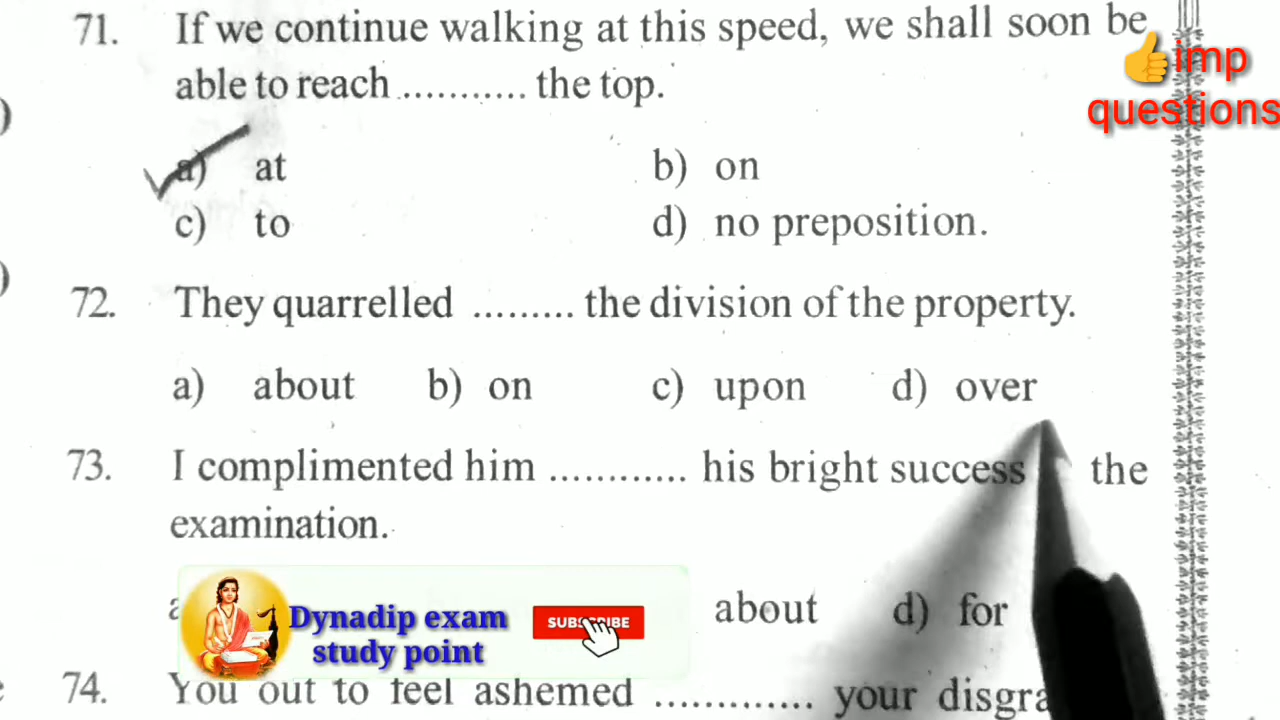 71. If we continue walking at this speed, we shall soon be
able to reach ........... the top.
👍imp
questions
a) at b) on
c) to d) no preposition.
72. They quarrelled ......... the division of the property.
a) about b) on c) upon d) over
73. I complimented him ............ his bright success the
examination.
about d) for
Dynadip exam
study point
SUBSCRIBE
74. You out to feel ashemed ............. your